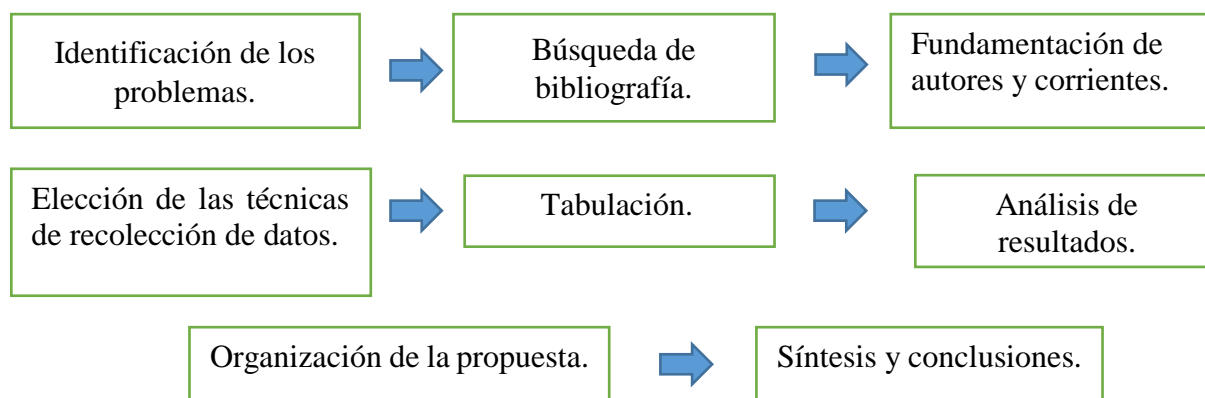 Identificación de los
problemas.
Búsqueda de
bibliografía.
Fundamentación de
autores y corrientes.
Elección de las técnicas
de recolección de datos.
Tabulación.
Análisis de
resultados.
Organización de la propuesta.
Síntesis y conclusiones.